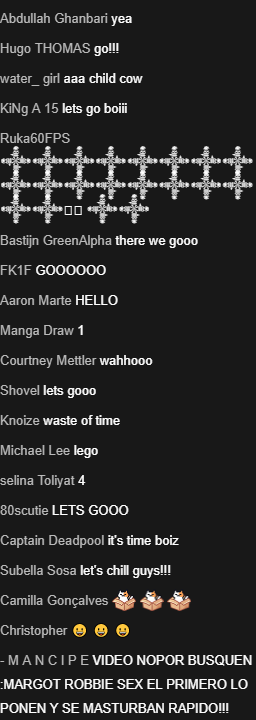 Abdullah Ghanbari yea
Hugo THOMAS go!!!
water_ girl aaa child cow
KiNg A 15 lets go boiii
Ruka60FPS
Bastijn GreenAlpha there we gooo
FK1F GOOOOOO
Aaron Marte HELLO
Manga Draw 1
Courtney Mettler wahhooo
Shovel lets gooo
Knoize waste of time
Michael Lee lego
selina Toliyat 4
80scutie LETS GOOO
Captain Deadpool it's time boiz
Subella Sosa let's chill guys!!!
Camilla Gonçalves
Christopher 😀 😀 😀
- M A N C I P E VIDEO NOPOR BUSQUEN
:MARGOT ROBBIE SEX EL PRIMERO LO
PONEN Y SE MASTURBAN RAPIDO!!!